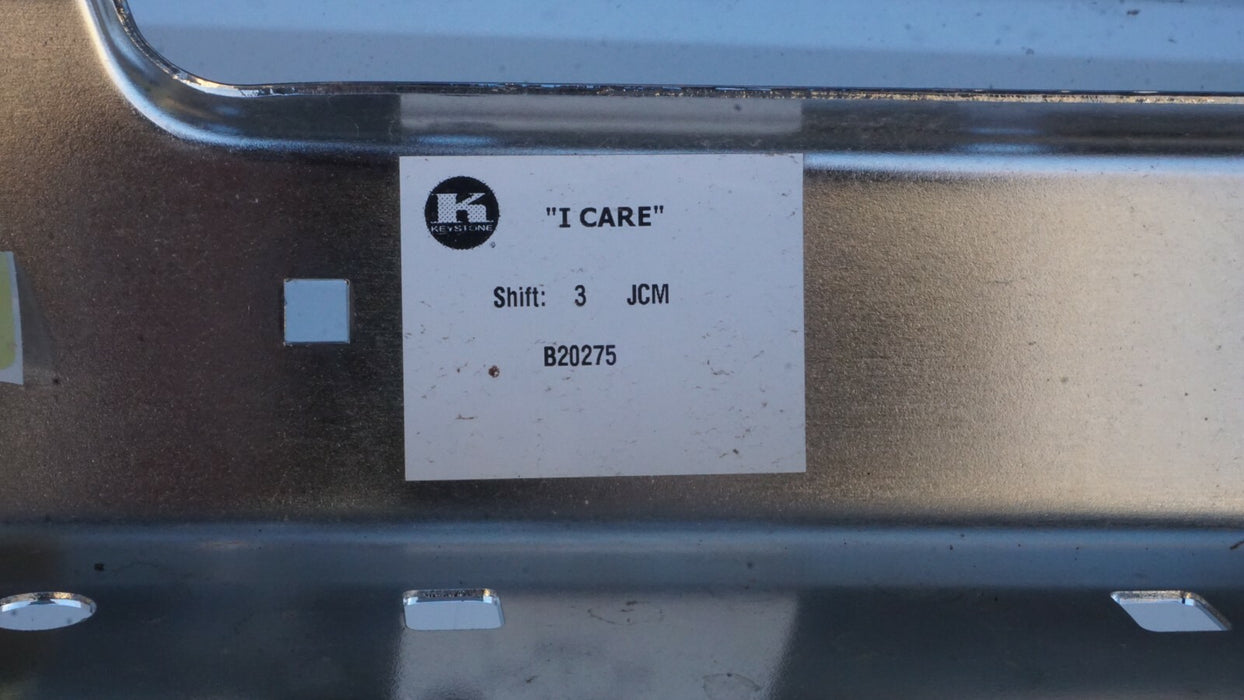 K
KEYSTONE
"I CARE"
Shift: 3 JCM
B20275